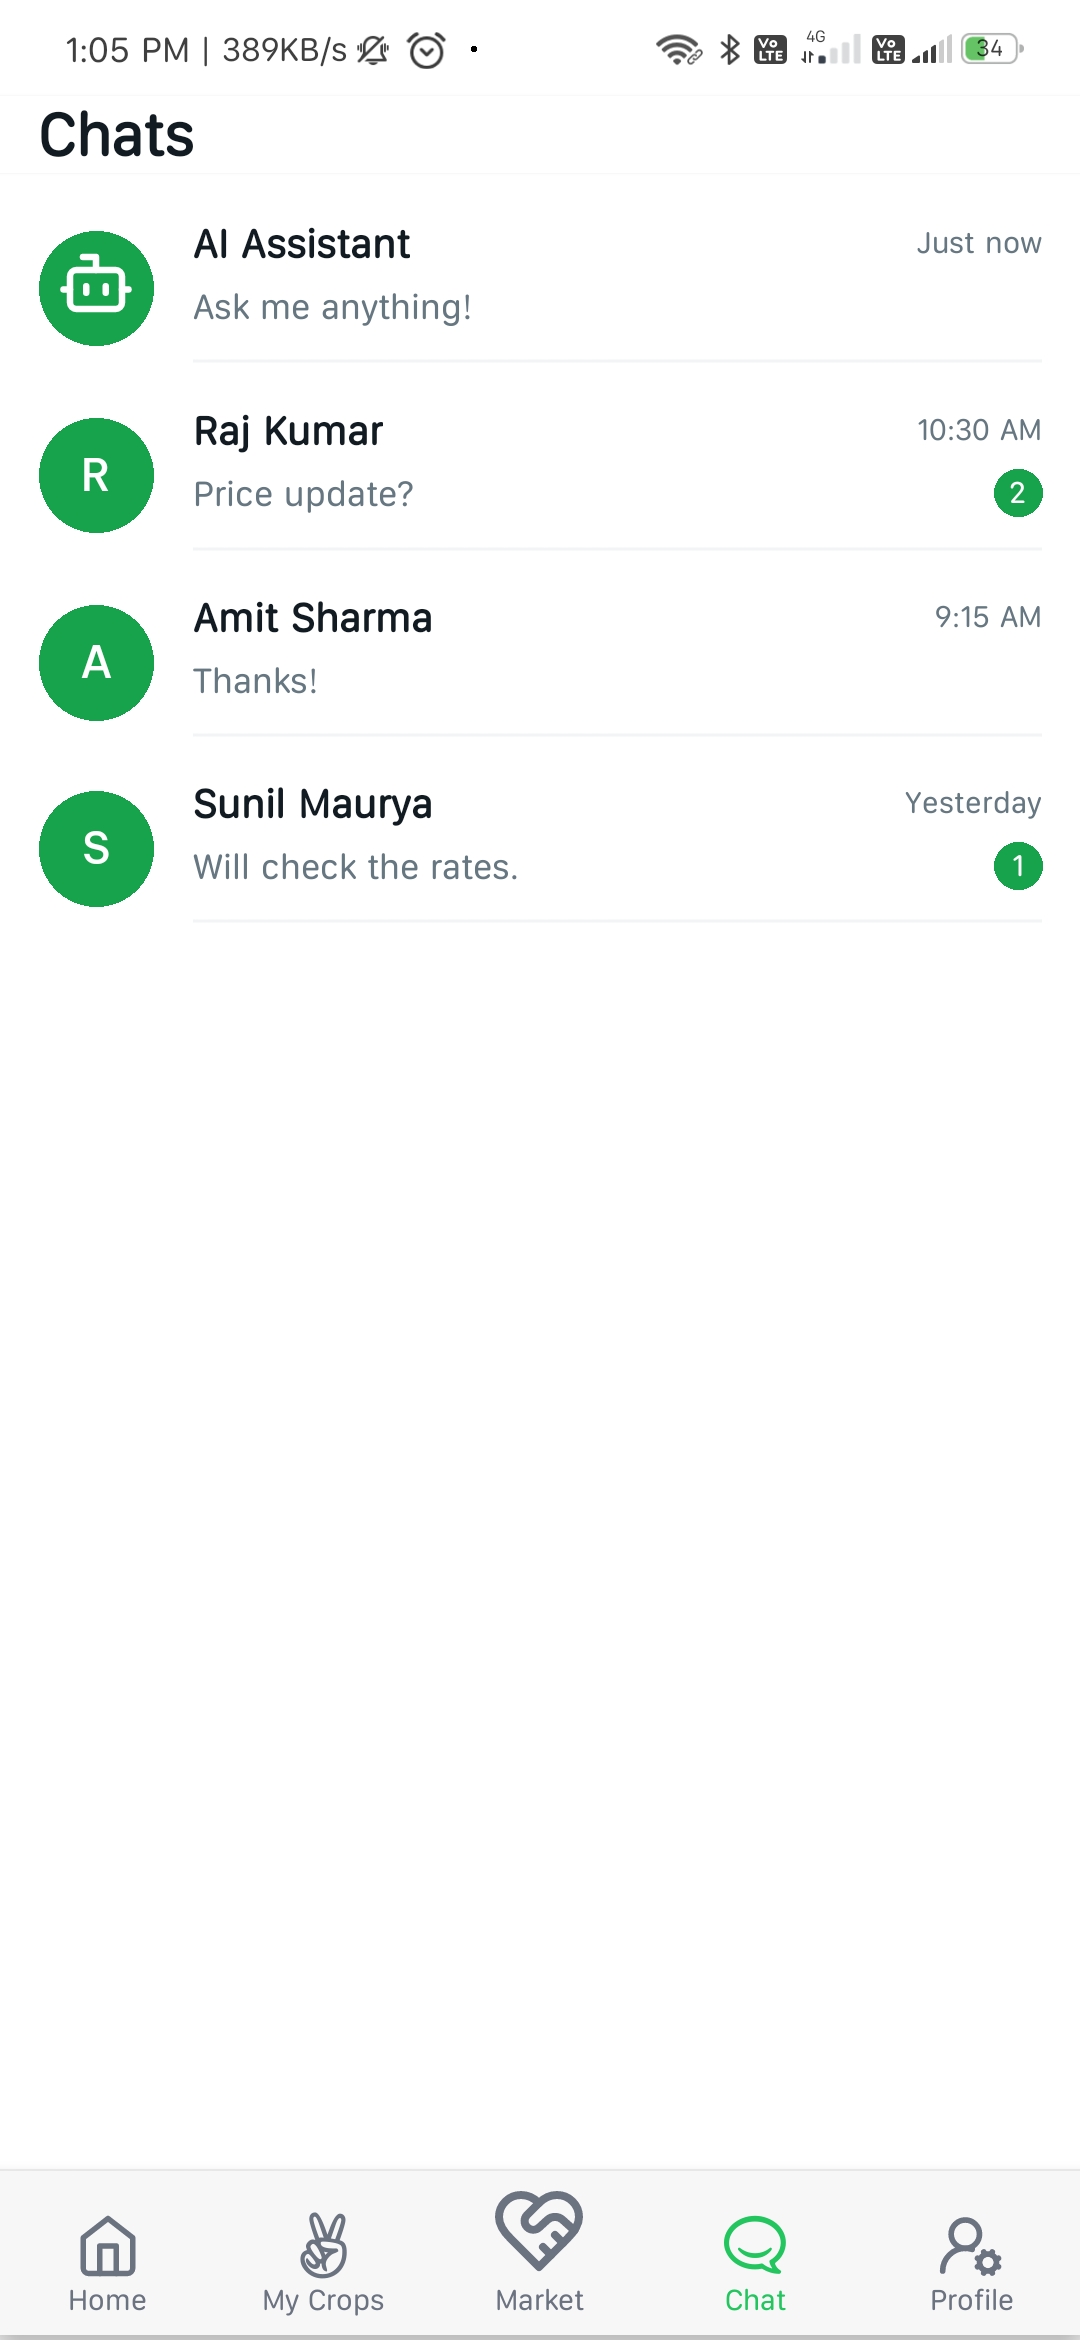 1:05 PM | 389KB/s
Vo LTE 4G Vo LTE 34
Chats
AI Assistant Just now
Ask me anything!
R Raj Kumar 10:30 AM
Price update? 2
A Amit Sharma 9:15 AM
Thanks!
S Sunil Maurya Yesterday
Will check the rates. 1
Home My Crops Market Chat Profile